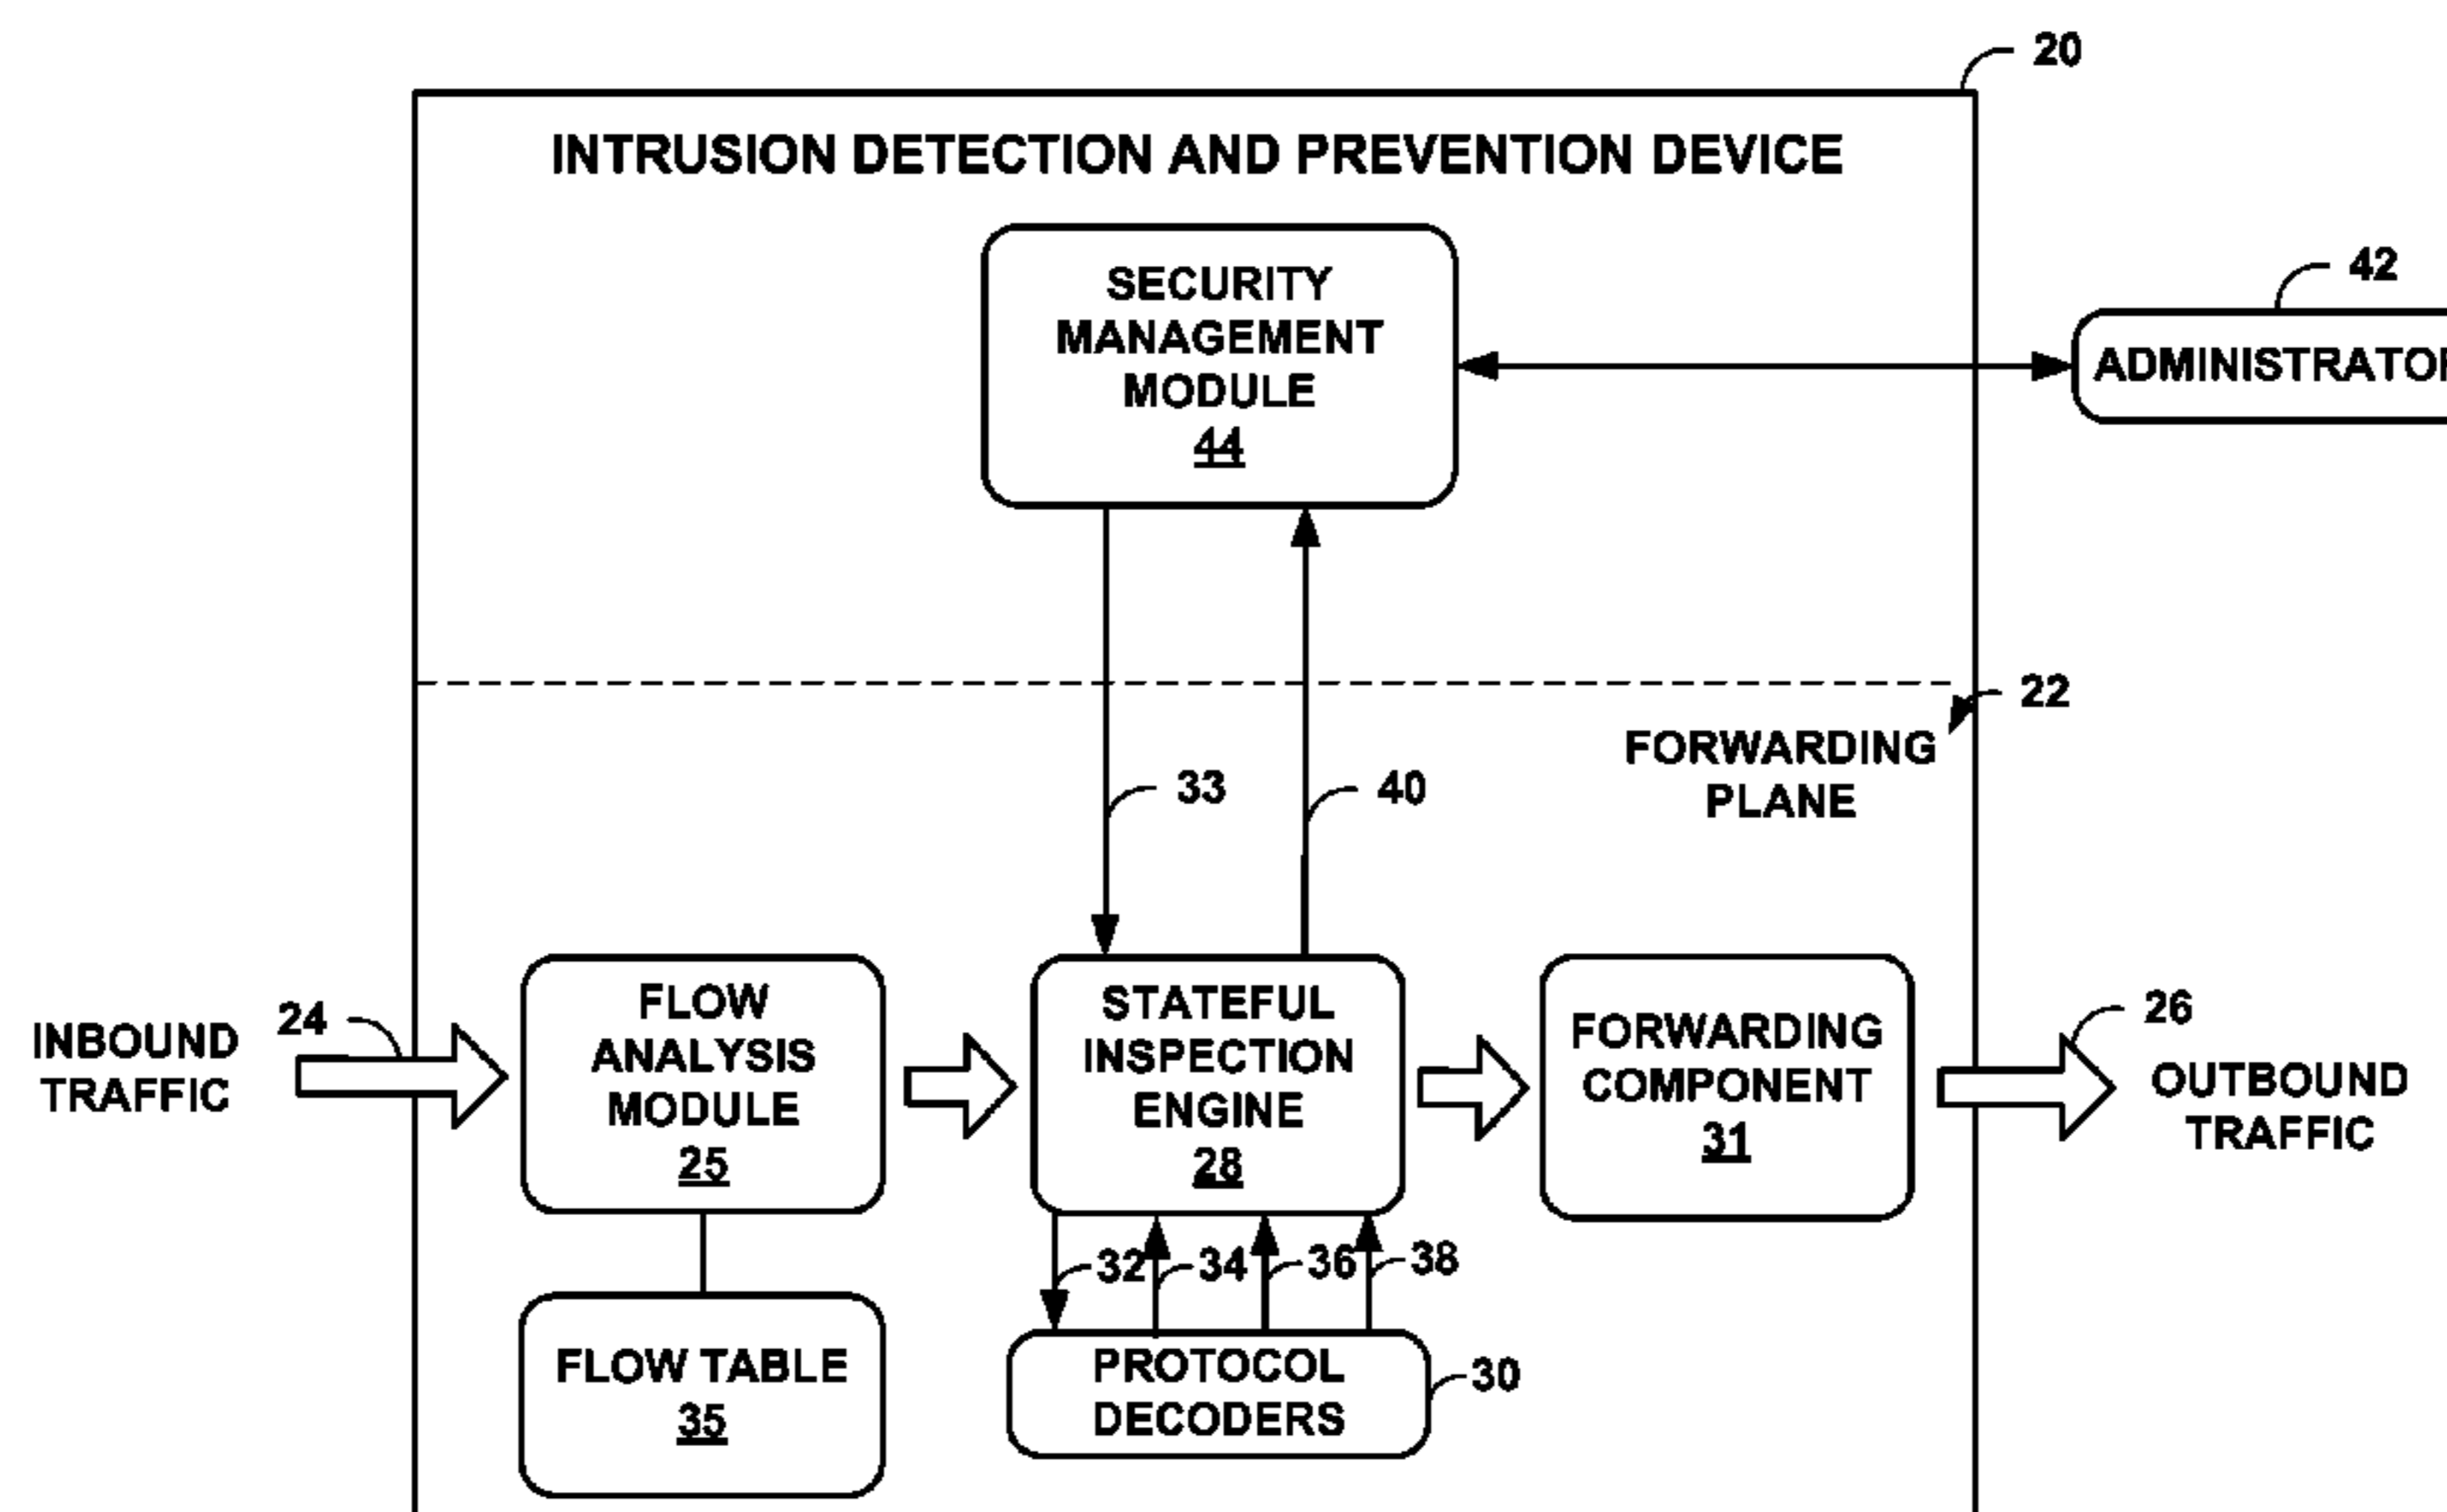 20
INTRUSION DETECTION AND PREVENTION DEVICE
SECURITY
MANAGEMENT
MODULE
44
42
ADMINISTRATOR
22
FORWARDING
PLANE
33
40
INBOUND
TRAFFIC
24
FLOW
ANALYSIS
MODULE
25
STATEFUL
INSPECTION
ENGINE
28
FORWARDING
COMPONENT
31
26
OUTBOUND
TRAFFIC
32
34
36
38
FLOW TABLE
35
PROTOCOL
DECODERS
30